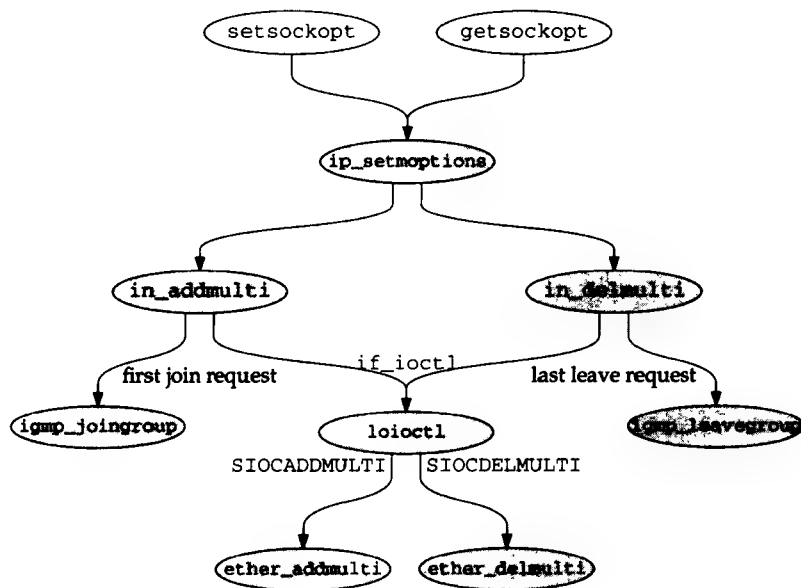 setsockopt
getsockopt
ip_setmoptions
in_addmulti
in_delmulti
first join request
if_ioctl
last leave request
igmp_joingroup
loioctl
igmp_leavegroup
SIOCADDMULTI
SIOCDELMULTI
ether_addmulti
ether_delmulti